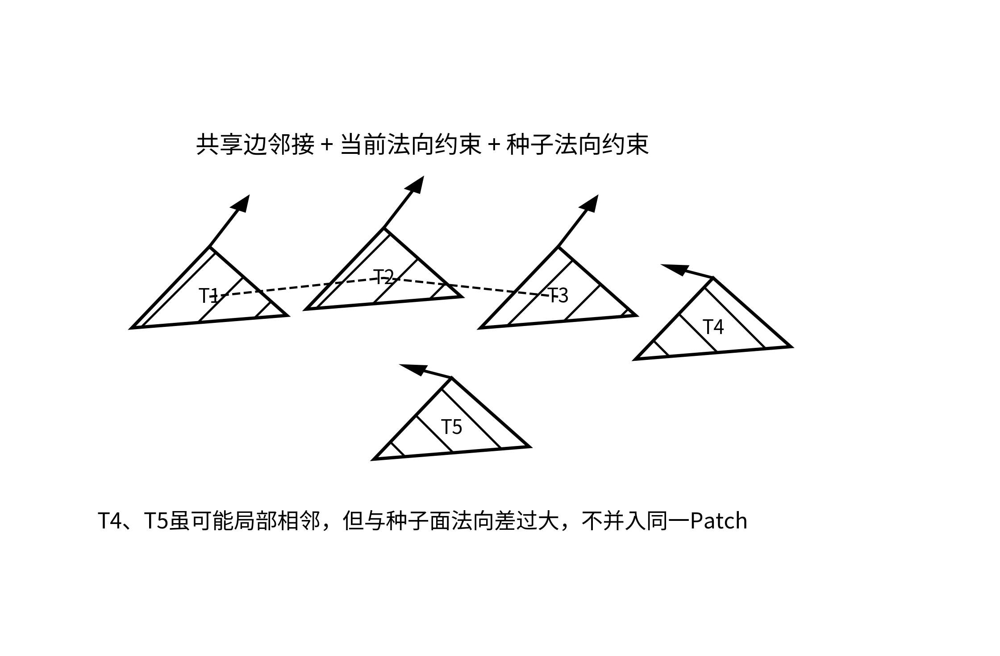 共享边邻接 + 当前法向约束 + 种子法向约束
T1
T2
T3
T4
T5
T4、T5虽可能局部相邻，但与种子面法向差过大，不并入同一Patch